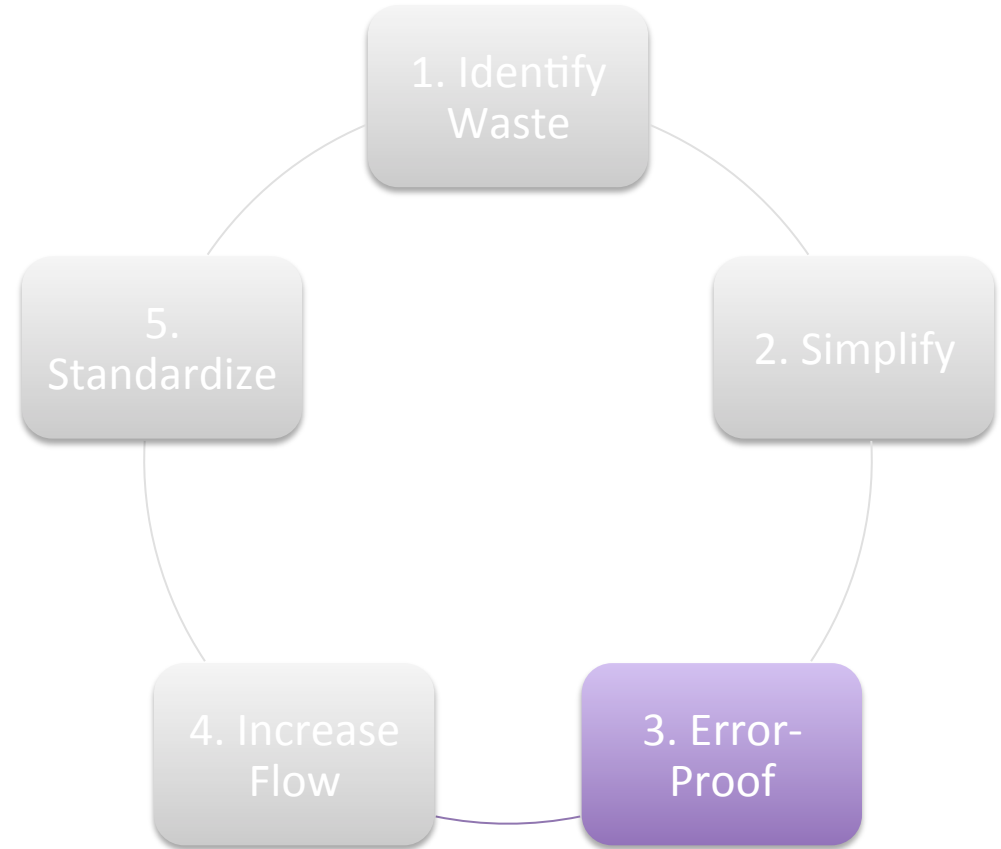 1. Identify
Waste
2. Simplify
3. Error-
Proof
4. Increase
Flow
5.
Standardize